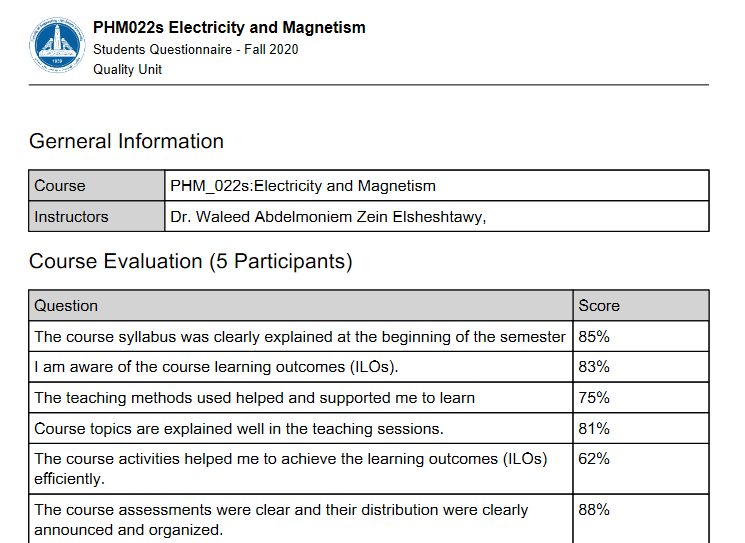 PHM022s Electricity and Magnetism
Students Questionnaire - Fall 2020
Quality Unit
Gerneral Information
Course PHM_022s:Electricity and Magnetism
Instructors Dr. Waleed Abdelmoniem Zein Elsheshtawy,
Course Evaluation (5 Participants)
Question Score
The course syllabus was clearly explained at the beginning of the semester 85%
I am aware of the course learning outcomes (ILOs). 83%
The teaching methods used helped and supported me to learn 75%
Course topics are explained well in the teaching sessions. 81%
The course activities helped me to achieve the learning outcomes (ILOs) 62%
efficiently.
The course assessments were clear and their distribution were clearly 88%
announced and organized.